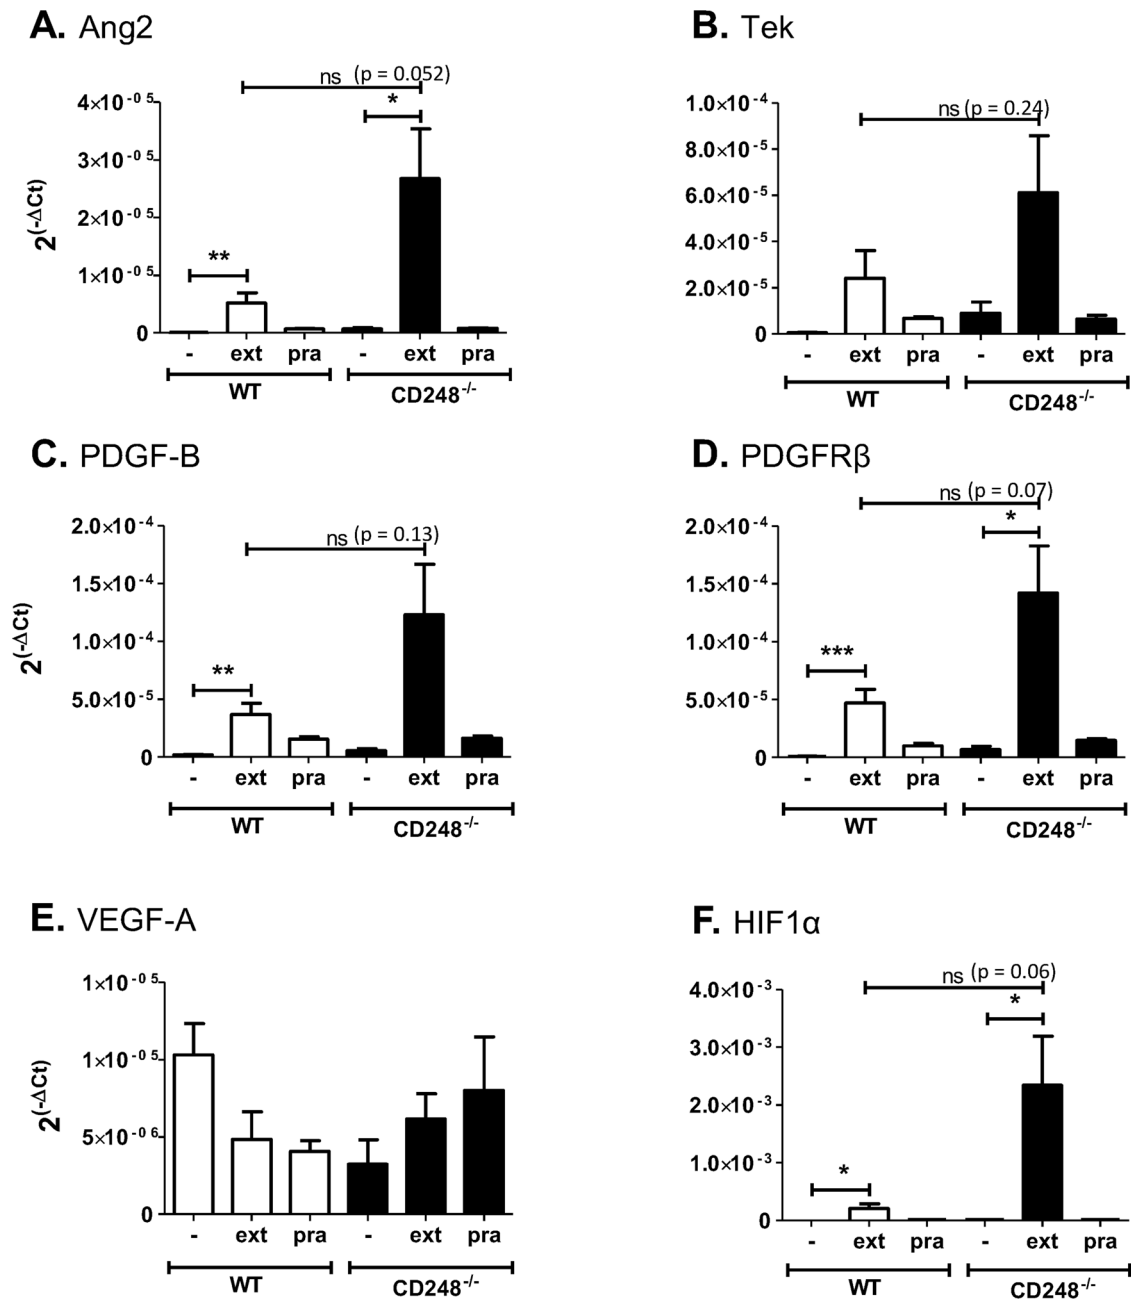 A. Ang2
ns (p = 0.052)
*
**
4×10-05
3×10-05
2×10-05
1×10-05
0
2(-ΔCt)
- ext pra - ext pra
WT CD248-/-
B. Tek
ns (p = 0.24)
1.0×10-4
8.0×10-5
6.0×10-5
4.0×10-5
2.0×10-5
0
- ext pra - ext pra
WT CD248-/-
C. PDGF-B
ns (p = 0.13)
**
2.0×10-4
1.5×10-4
1.0×10-4
5.0×10-5
0
2(-ΔCt)
- ext pra - ext pra
WT CD248-/-
D. PDGFRβ
ns (p = 0.07)
*
***
2.0×10-4
1.5×10-4
1.0×10-4
5.0×10-5
0
- ext pra - ext pra
WT CD248-/-
E. VEGF-A
1×10-05
1×10-05
5×10-06
0
2(-ΔCt)
- ext pra - ext pra
WT CD248-/-
F. HIF1α
ns (p = 0.06)
*
*
4.0×10-3
3.0×10-3
2.0×10-3
1.0×10-3
0
- ext pra - ext pra
WT CD248-/-